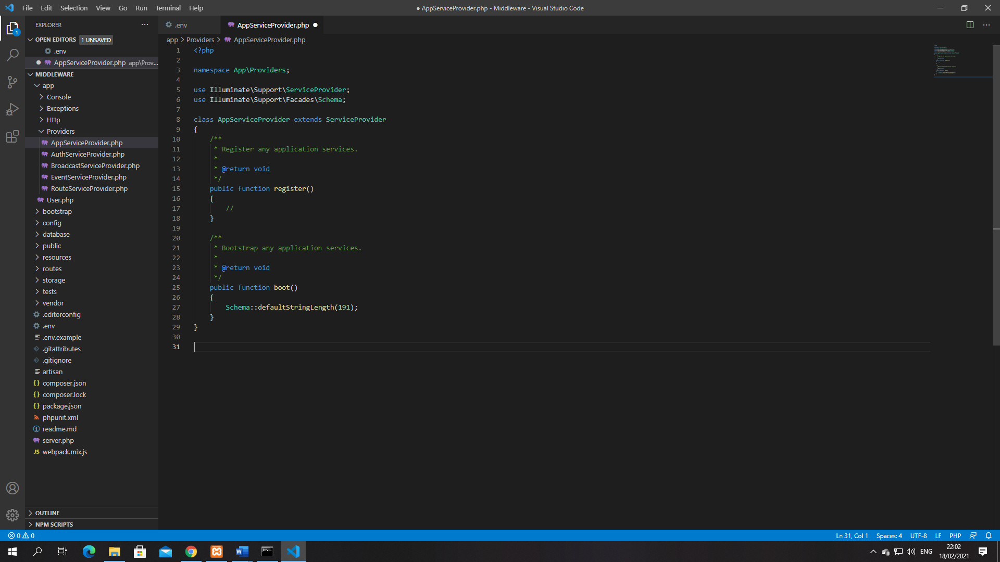 File Edit Selection View Go Run Terminal Help
● AppServiceProvider.php - Middleware - Visual Studio Code
EXPLORER
OPEN EDITORS 1 UNSAVED
.env
AppServiceProvider.php app\Prov...
MIDDLEWARE
app
Console
Exceptions
Http
Providers
AppServiceProvider.php
AuthServiceProvider.php
BroadcastServiceProvider.php
EventServiceProvider.php
RouteServiceProvider.php
User.php
bootstrap
config
database
public
resources
routes
storage
tests
vendor
.editorconfig
.env
.env.example
.gitattributes
.gitignore
artisan
composer.json
composer.lock
package.json
phpunit.xml
readme.md
server.php
webpack.mix.js
OUTLINE
NPM SCRIPTS
.env
AppServiceProvider.php
app > Providers > AppServiceProvider.php
1 <?php
2
3 namespace App\Providers;
4
5 use Illuminate\Support\ServiceProvider;
6 use Illuminate\Support\Facades\Schema;
7
8 class AppServiceProvider extends ServiceProvider
9 {
10 /**
11 * Register any application services.
12 *
13 * @return void
14 */
15 public function register()
16 {
17 //
18 }
19
20 /**
21 * Bootstrap any application services.
22 *
23 * @return void
24 */
25 public function boot()
26 {
27 Schema::defaultStringLength(191);
28 }
29 }
30
31
0 0
Ln 31, Col 1 Spaces: 4 UTF-8 LF PHP
ENG
22:02
18/02/2021